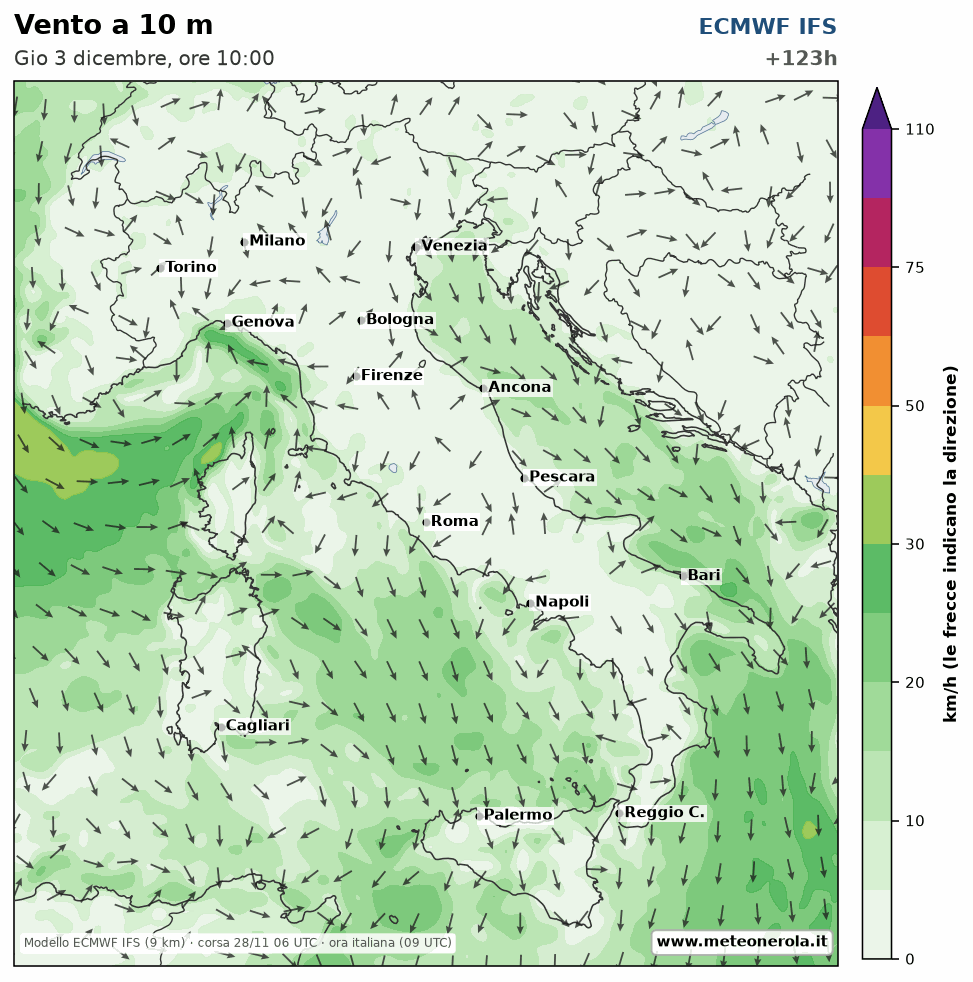 Vento a 10 m
ECMWF IFS
Gio 3 dicembre, ore 10:00
+123h
110
75
50
30
20
10
0
km/h (le frecce indicano la direzione)
Milano
Venezia
Torino
Genova
Bologna
Firenze
Ancona
Pescara
Roma
Bari
Napoli
Cagliari
Palermo
Reggio C.
Modello ECMWF IFS (9 km) · corsa 28/11 06 UTC · ora italiana (09 UTC)
www.meteonerola.it